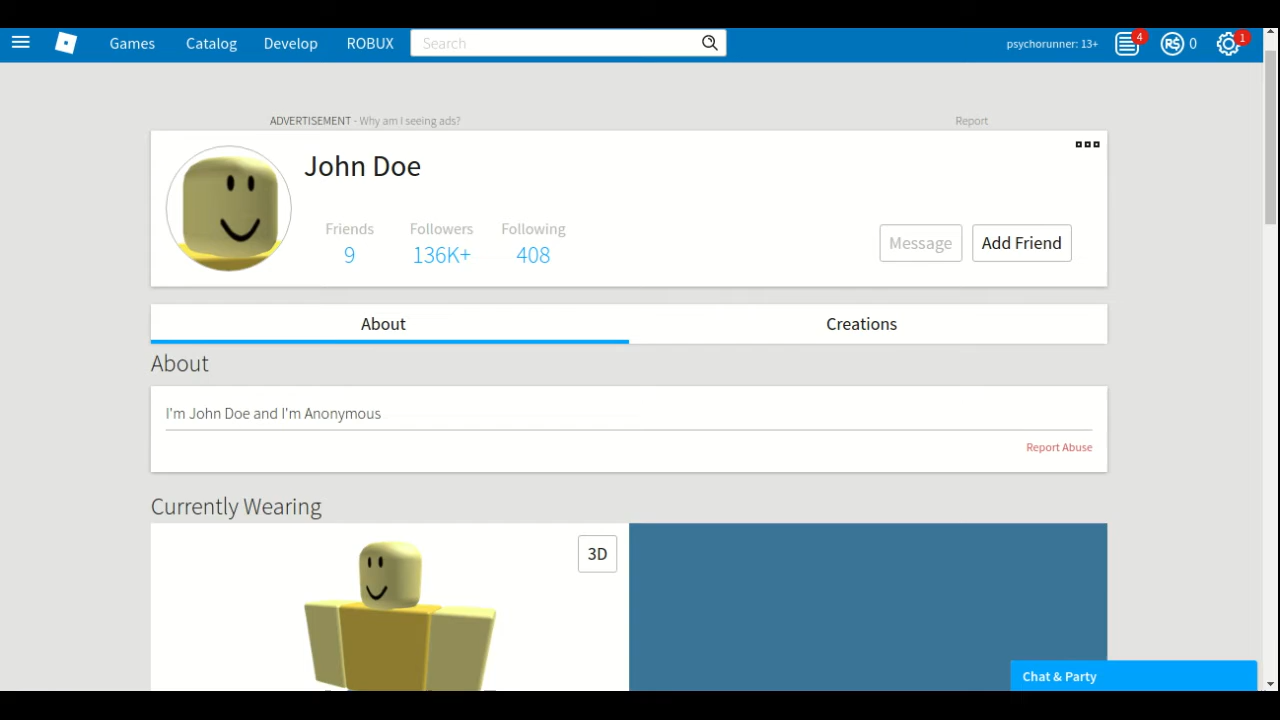 Games Catalog Develop ROBUX Search psychorunner: 13+ 4 R$ 0 1
ADVERTISEMENT - Why am I seeing ads? Report
John Doe
Friends Followers Following
9 136K+ 408
Message Add Friend
About Creations
About
I'm John Doe and I'm Anonymous
Report Abuse
Currently Wearing
3D
Chat & Party